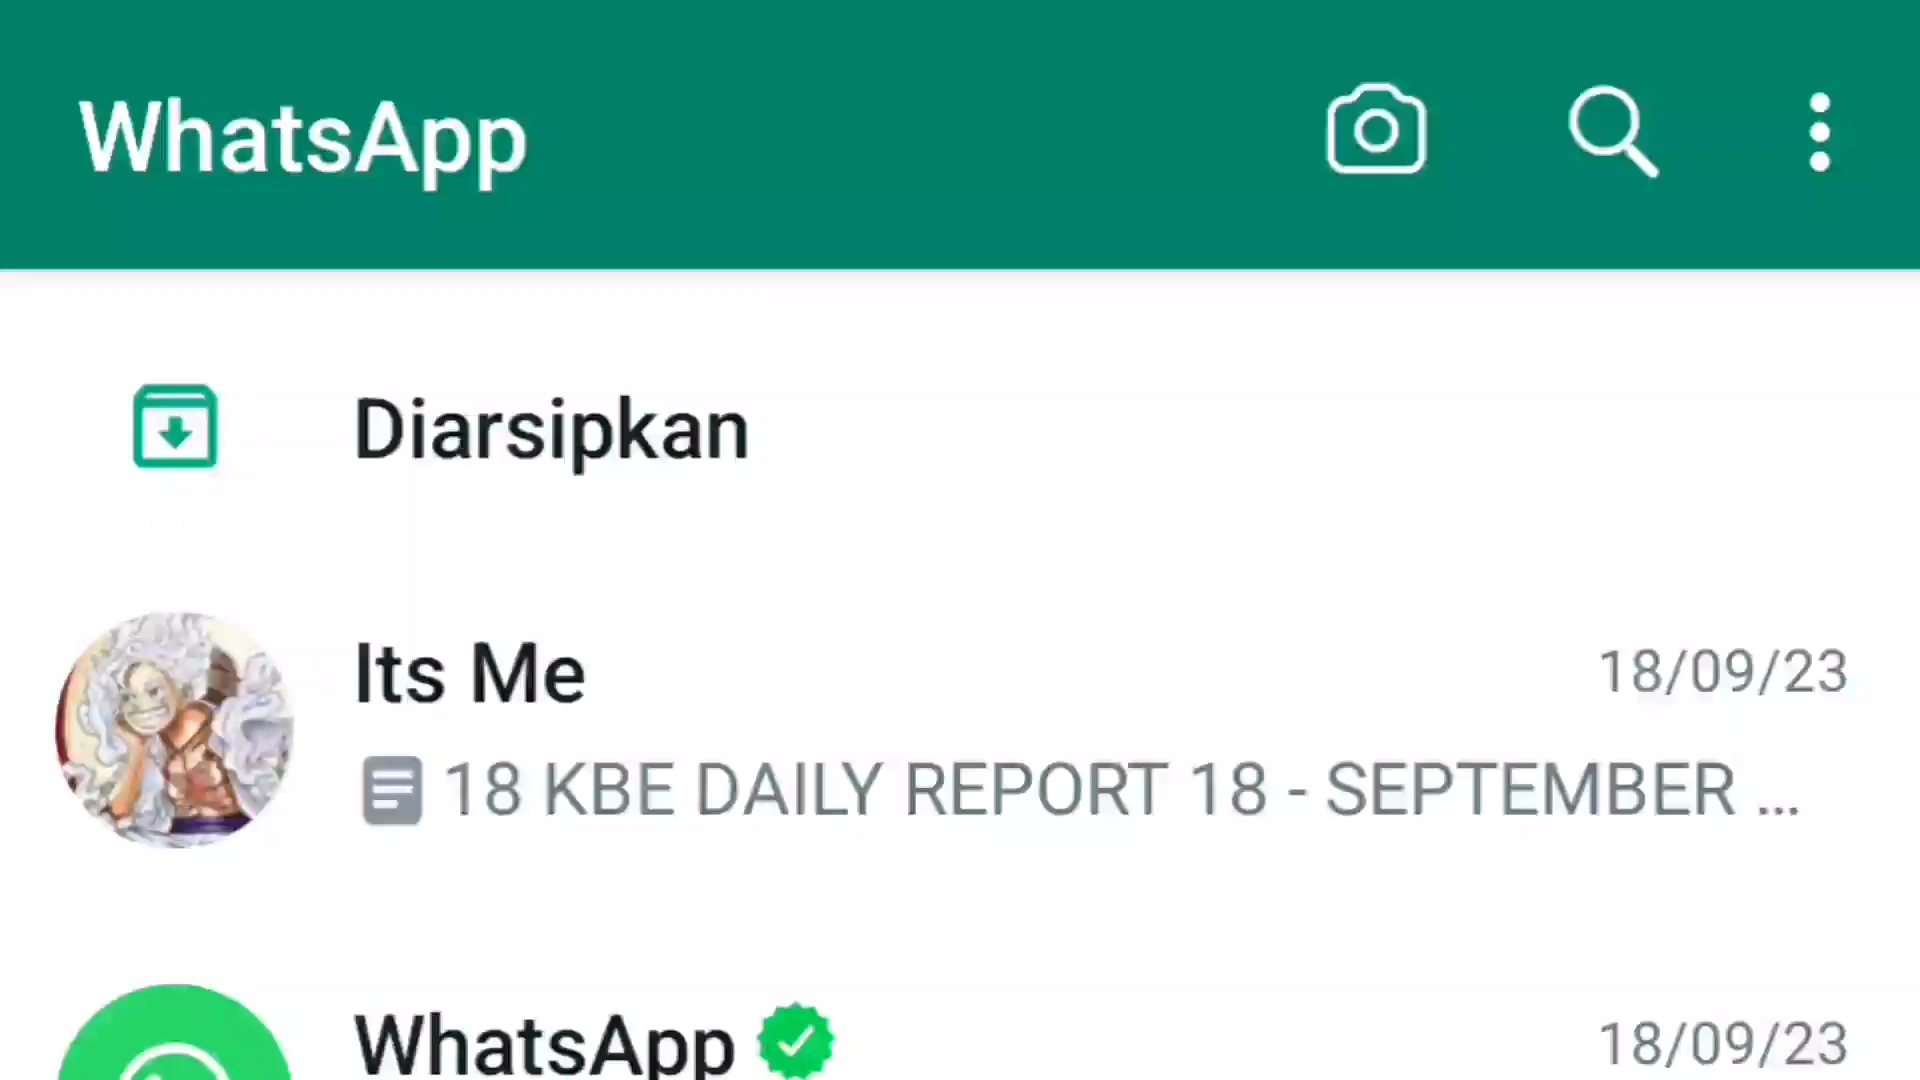 WhatsApp
Diarsipkan
Its Me 18/09/23
18 KBE DAILY REPORT 18 - SEPTEMBER ...
WhatsApp 18/09/23